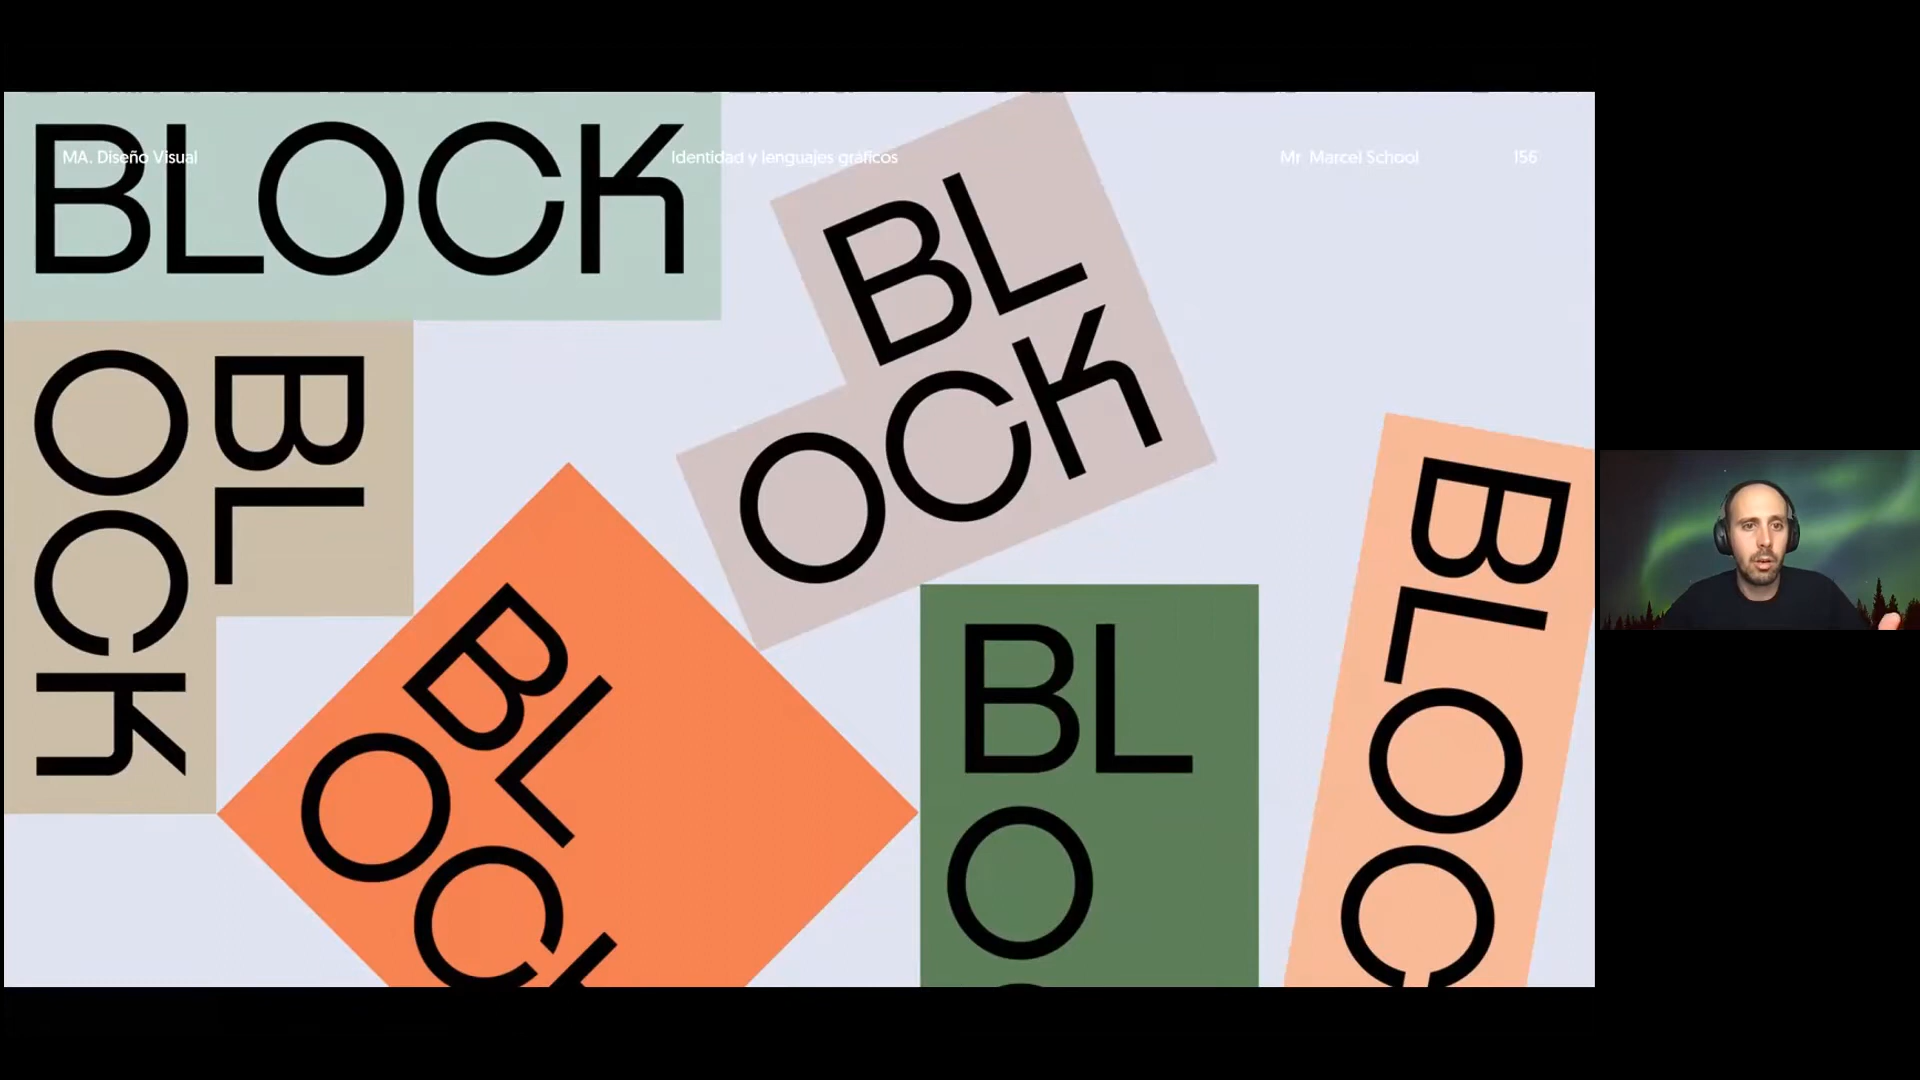 MA. Diseño Visual
Identidad y lenguajes gráficos
Mr. Marcel School
156
BLOCK
BL
OCK
BL
OCK
BL
OC
BL
O
BLOC